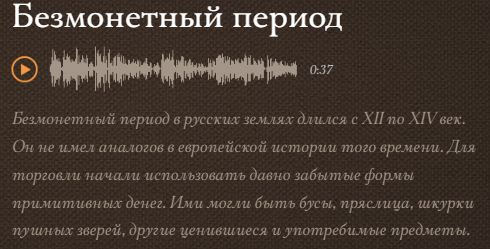 Безмонетный период
0:37
Безмонетный период в русских землях длился с XII по XIV век.
Он не имел аналогов в европейской истории того времени. Для
торговли начали использовать давно забытые формы
примитивных денег. Ими могли быть бусы, пряслица, шкурки
пушных зверей, другие ценившиеся и употребимые предметы.